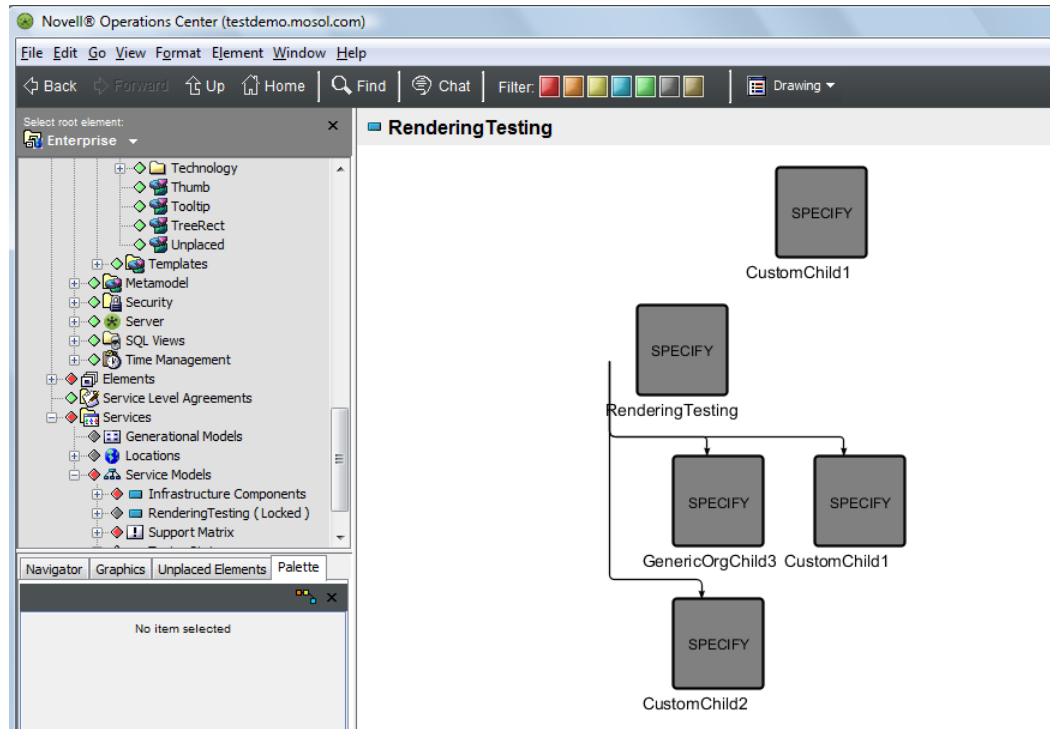 Novell® Operations Center (testdemo.mosol.com)
File Edit Go View Format Element Window Help
Back Forward Up Home Find Chat Filter: Drawing
Select root element:
Enterprise
RenderingTesting
Technology
Thumb
Tooltip
TreeRect
Unplaced
Templates
Metamodel
Security
Server
SQL Views
Time Management
Elements
Service Level Agreements
Services
Generational Models
Locations
Service Models
Infrastructure Components
RenderingTesting ( Locked )
Support Matrix
Navigator Graphics Unplaced Elements Palette
No item selected
SPECIFY
CustomChild1
SPECIFY
RenderingTesting
SPECIFY SPECIFY
GenericOrgChild3 CustomChild1
SPECIFY
CustomChild2